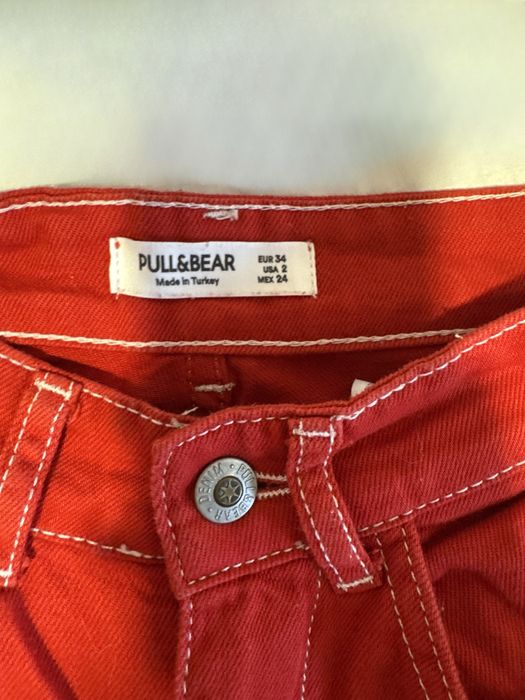 PULL&BEAR
Made in Turkey
EUR 34
USA 2
MEX 24
DENIM • PULL&BEAR •